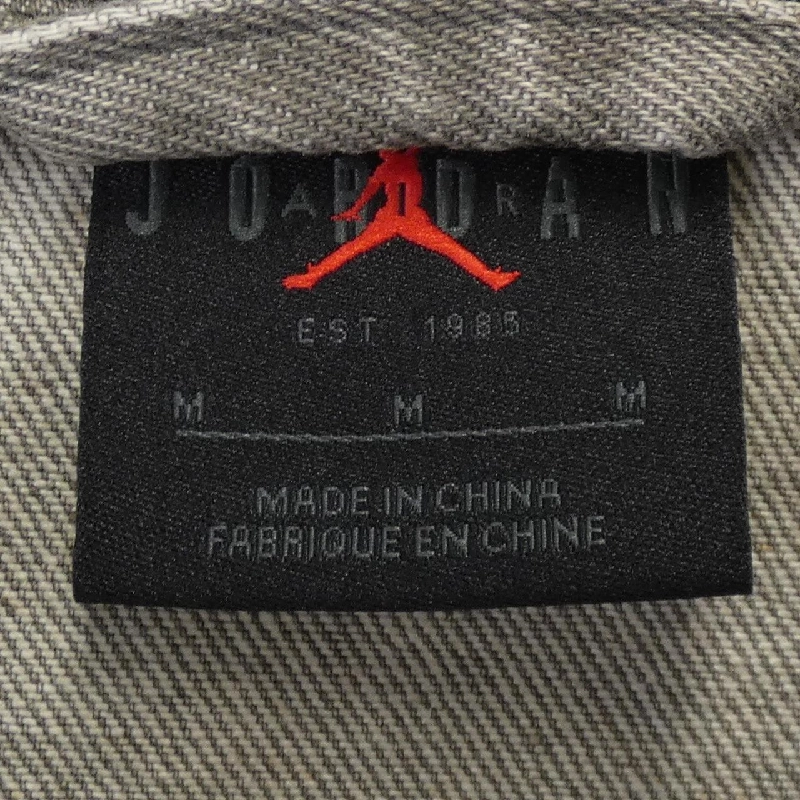 JORDAN
AIR
EST 1985
M M M
MADE IN CHINA
FABRIQUE EN CHINE